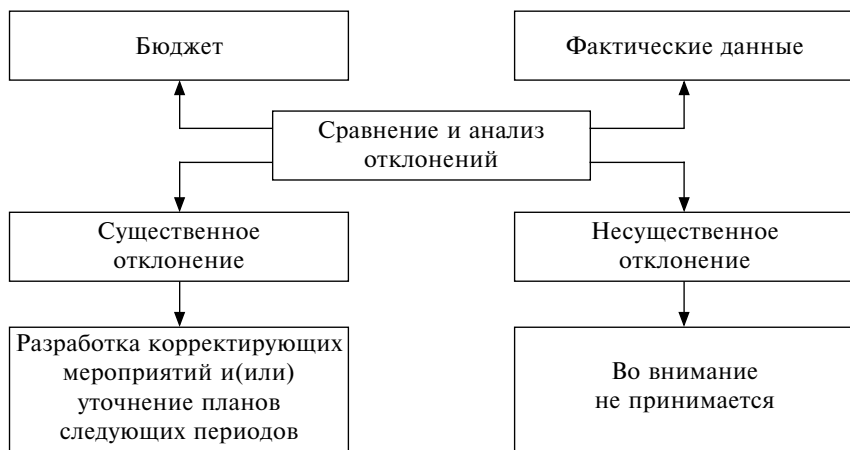 Бюджет
Фактические данные
Сравнение и анализ
отклонений
Существенное
отклонение
Несущественное
отклонение
Разработка корректирующих
мероприятий и(или)
уточнение планов
следующих периодов
Во внимание
не принимается